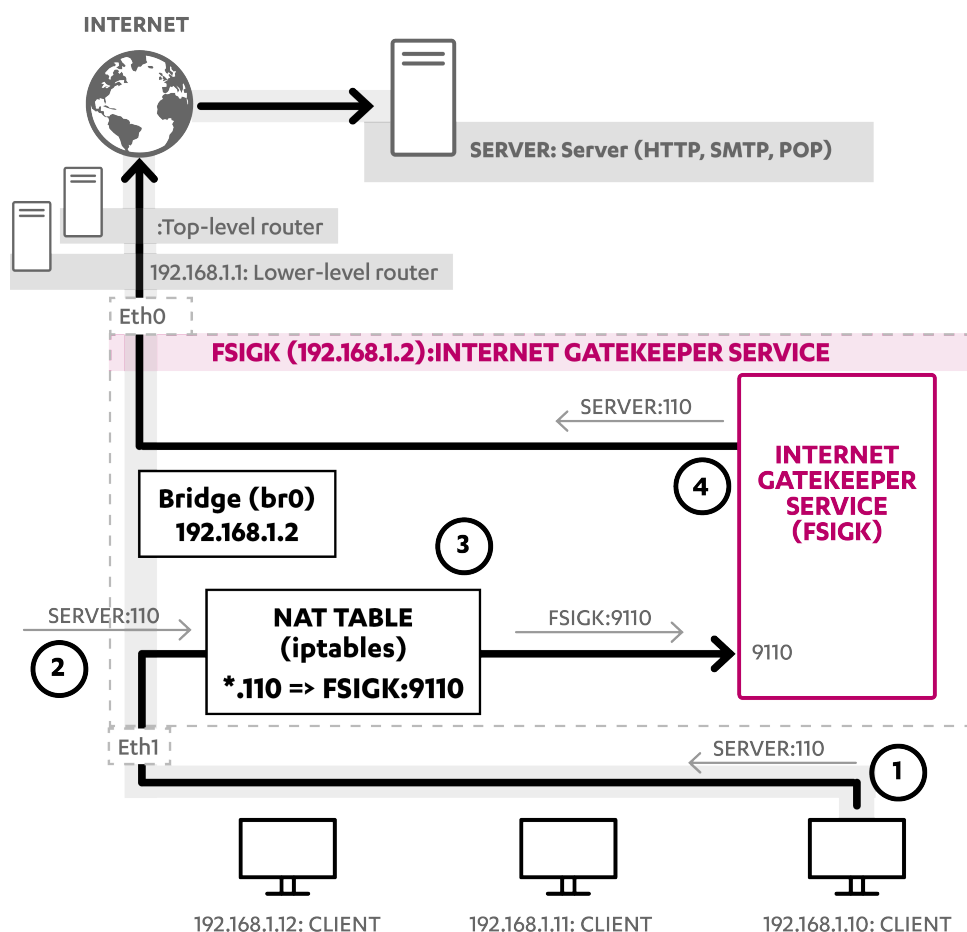 INTERNET
SERVER: Server (HTTP, SMTP, POP)
:Top-level router
192.168.1.1: Lower-level router
Eth0
FSIGK (192.168.1.2):INTERNET GATEKEEPER SERVICE
SERVER:110
INTERNET
GATEKEEPER
SERVICE
(FSIGK)
4
Bridge (br0)
192.168.1.2
3
SERVER:110
NAT TABLE
(iptables)
*.110 => FSIGK:9110
FSIGK:9110
9110
2
Eth1
SERVER:110
1
192.168.1.12: CLIENT
192.168.1.11: CLIENT
192.168.1.10: CLIENT